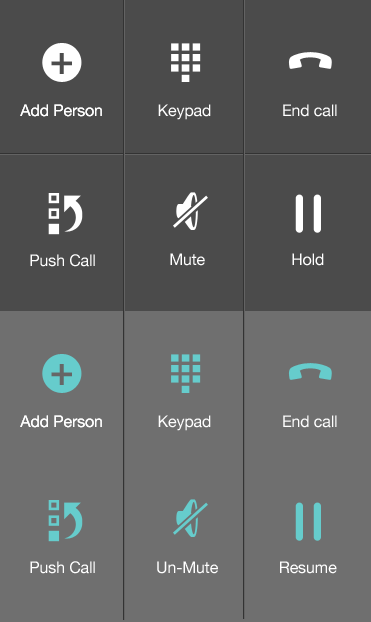 Add Person
Keypad
End call
Push Call
Mute
Hold
Add Person
Keypad
End call
Push Call
Un-Mute
Resume